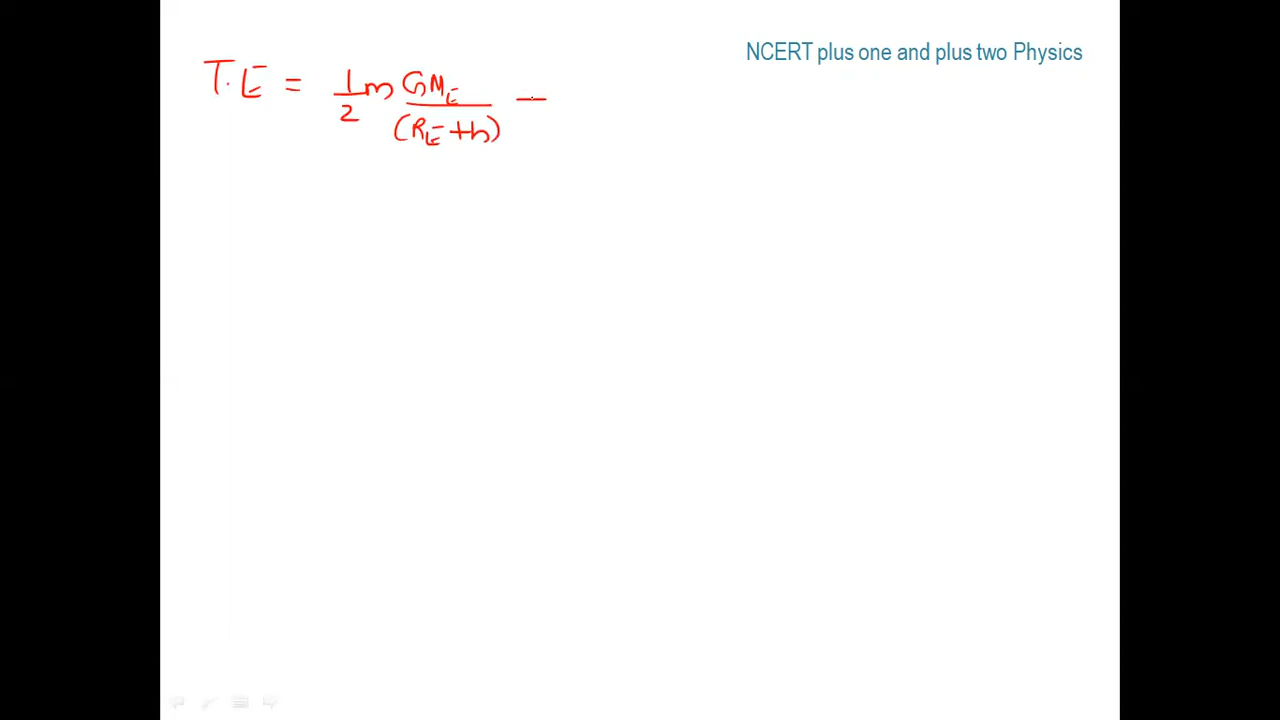 NCERT plus one and plus two Physics
T.E = 1/2 m GM_E/(R_E+h) −